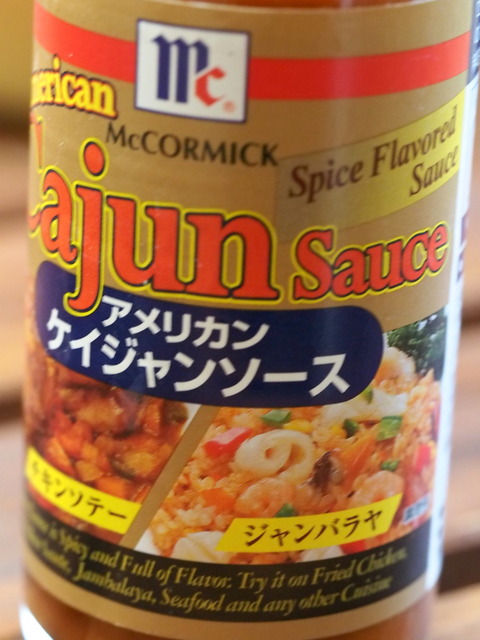 Mc
McCORMICK
Spice Flavored
Sauce
Cajun Sauce
アメリカン
ケイジャンソース
チキンソテー
ジャンバラヤ
is Spicy and Full of Flavor. Try it on Fried Chicken,
Jambalaya, Seafood and any other Cuisine